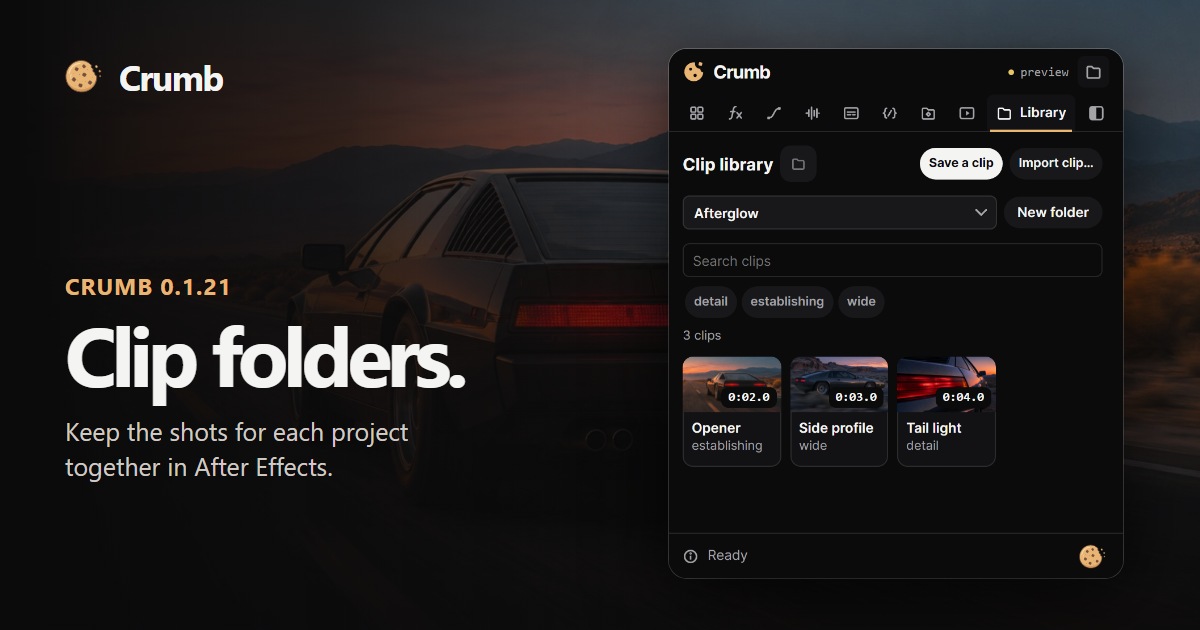 Crumb
CRUMB 0.1.21
Clip folders.
Keep the shots for each project
together in After Effects.
Crumb
preview
fx
Library
Clip library
Save a clip
Import clip...
Afterglow
New folder
Search clips
detail
establishing
wide
3 clips
0:02.0
0:03.0
0:04.0
Opener
establishing
Side profile
wide
Tail light
detail
Ready